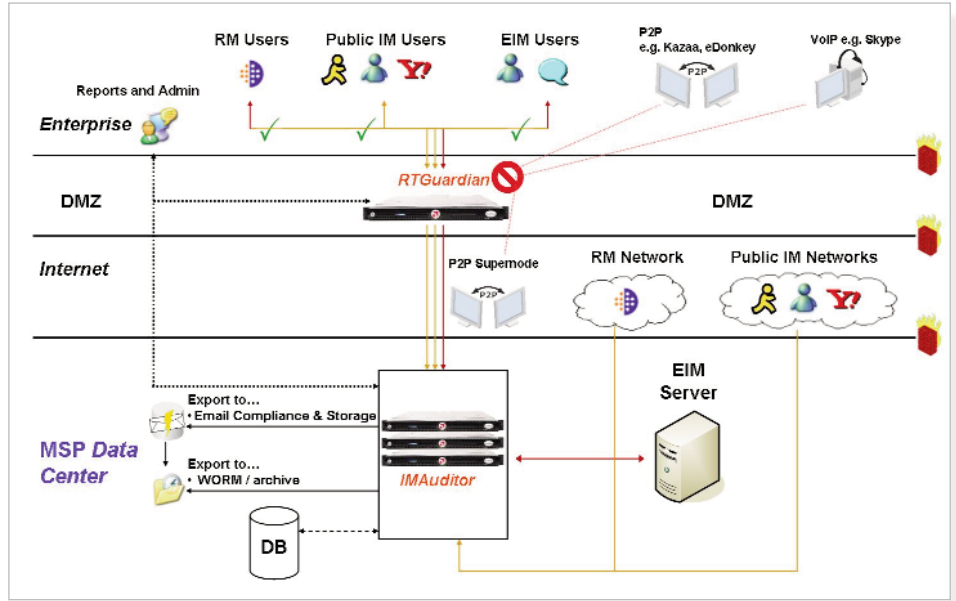 RM Users
Public IM Users
EIM Users
P2P
e.g. Kazaa, eDonkey
P2P
VoIP e.g. Skype
Reports and Admin
Enterprise
RTGuardian
DMZ
DMZ
Internet
P2P Supernode
P2P
RM Network
Public IM Networks
Y!
Y!
EIM
Server
Export to...
• Email Compliance & Storage
MSP Data
Center
Export to...
• WORM / archive
IMAuditor
DB